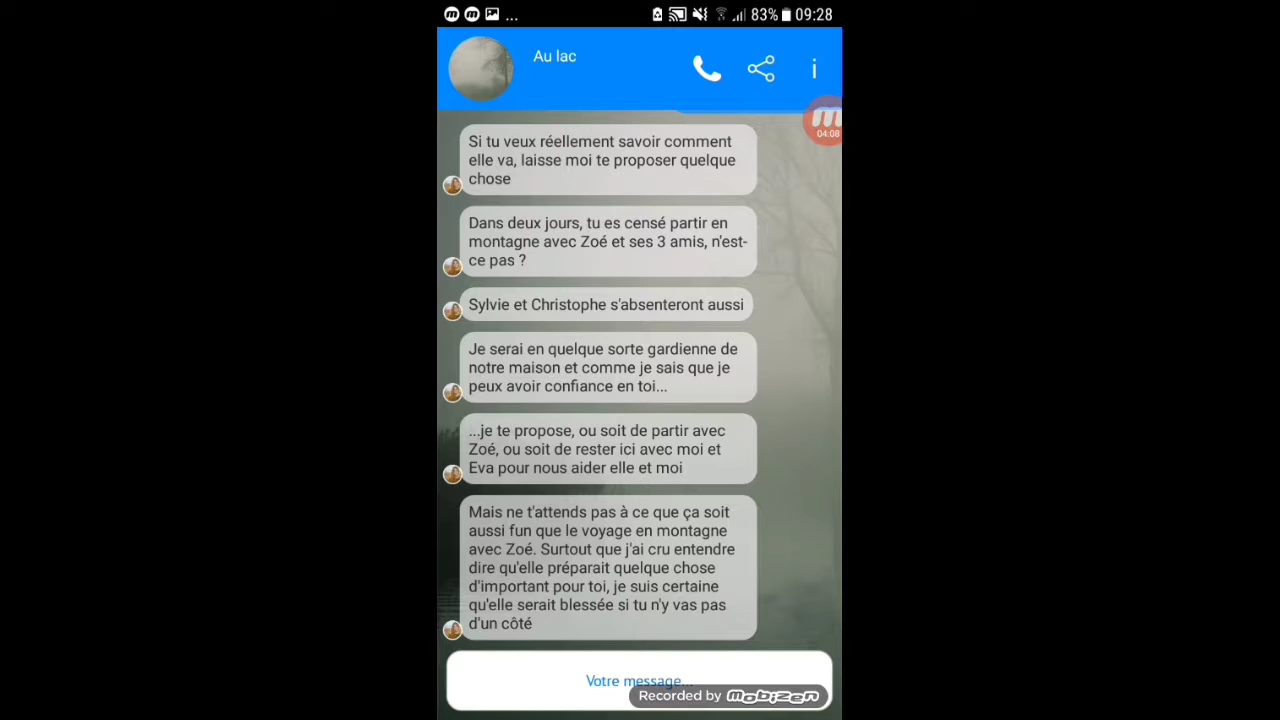 ... 83% 09:28
Au lac
i
04:08
Si tu veux réellement savoir comment
elle va, laisse moi te proposer quelque
chose
Dans deux jours, tu es censé partir en
montagne avec Zoé et ses 3 amis, n'est-
ce pas ?
Sylvie et Christophe s'absenteront aussi
Je serai en quelque sorte gardienne de
notre maison et comme je sais que je
peux avoir confiance en toi...
...je te propose, ou soit de partir avec
Zoé, ou soit de rester ici avec moi et
Eva pour nous aider elle et moi
Mais ne t'attends pas à ce que ça soit
aussi fun que le voyage en montagne
avec Zoé. Surtout que j'ai cru entendre
dire qu'elle préparait quelque chose
d'important pour toi, je suis certaine
qu'elle serait blessée si tu n'y vas pas
d'un côté
Votre message...
Recorded by mobizen